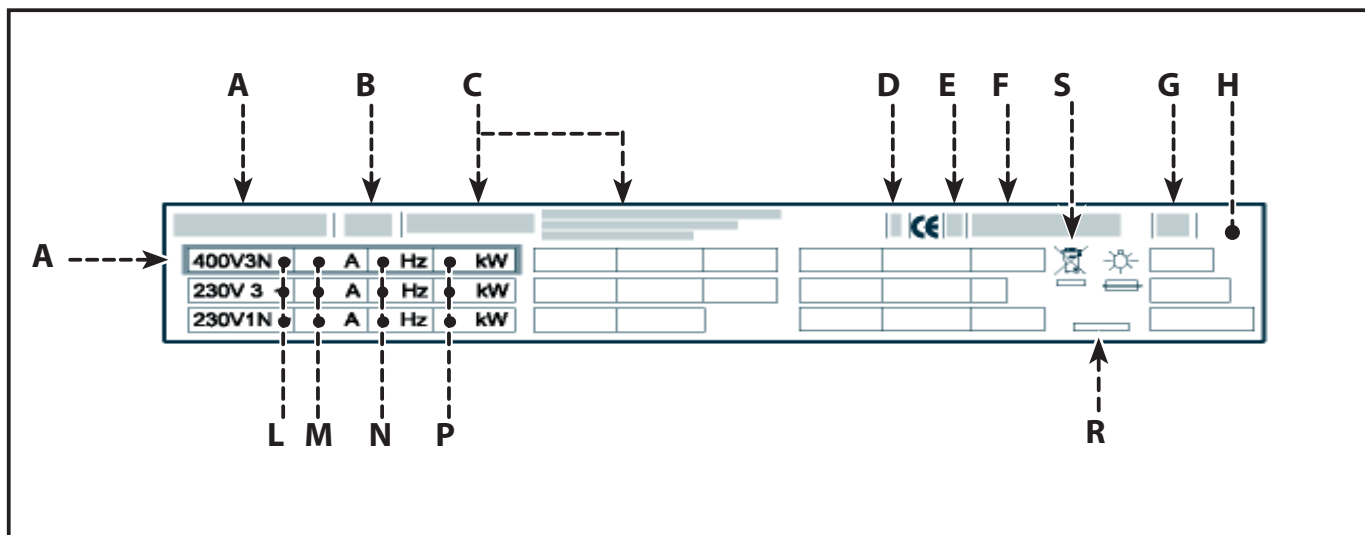 A B C D E F S G H
CE
A
400V3N A Hz kW
230V 3 A Hz kW
230V1N A Hz kW
L M N P R